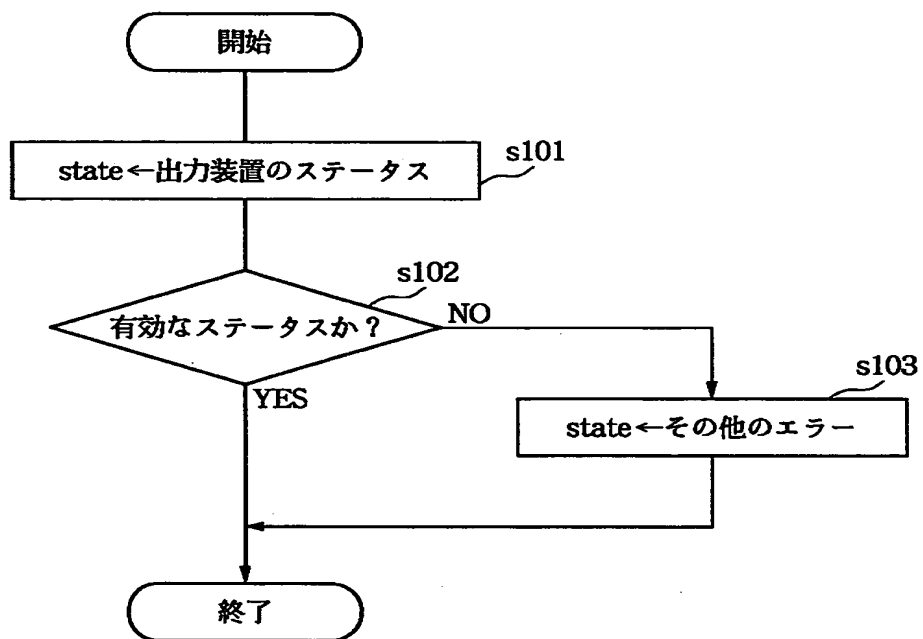 開始
state←出力装置のステータス
s101
s102
有効なステータスか？
NO
YES
s103
state←その他のエラー
終了